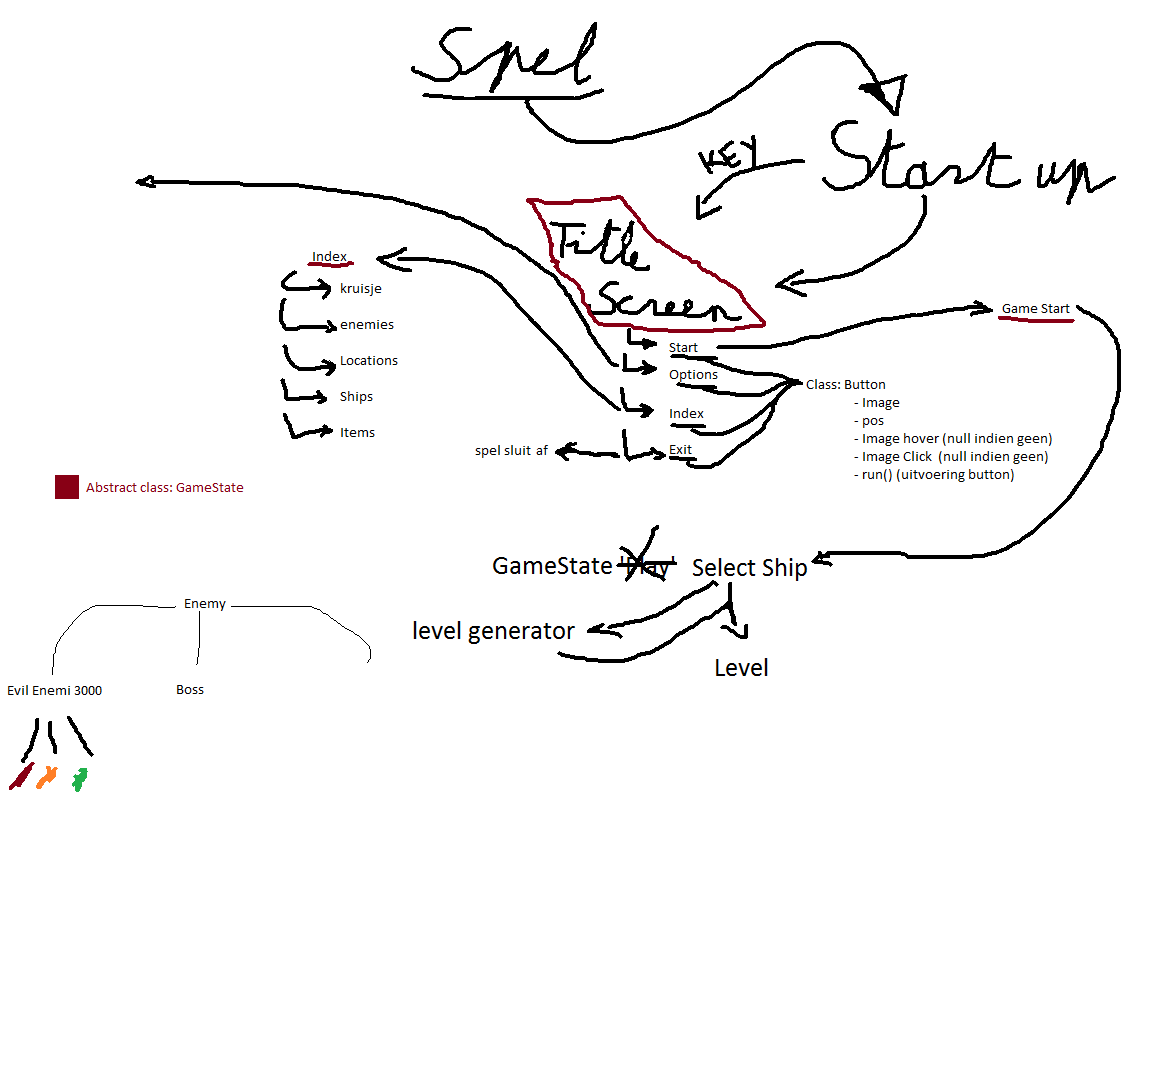 Spel
Start up
KEY
Title
Screen
Index
kruisje
enemies
Locations
Ships
Items
Start
Options
Index
Exit
spel sluit af
Game Start
Class: Button
- Image
- pos
- Image hover (null indien geen)
- Image Click (null indien geen)
- run() (uitvoering button)
Abstract class: GameState
GameState 'Play' Select Ship
level generator
Level
Enemy
Evil Enemi 3000
Boss